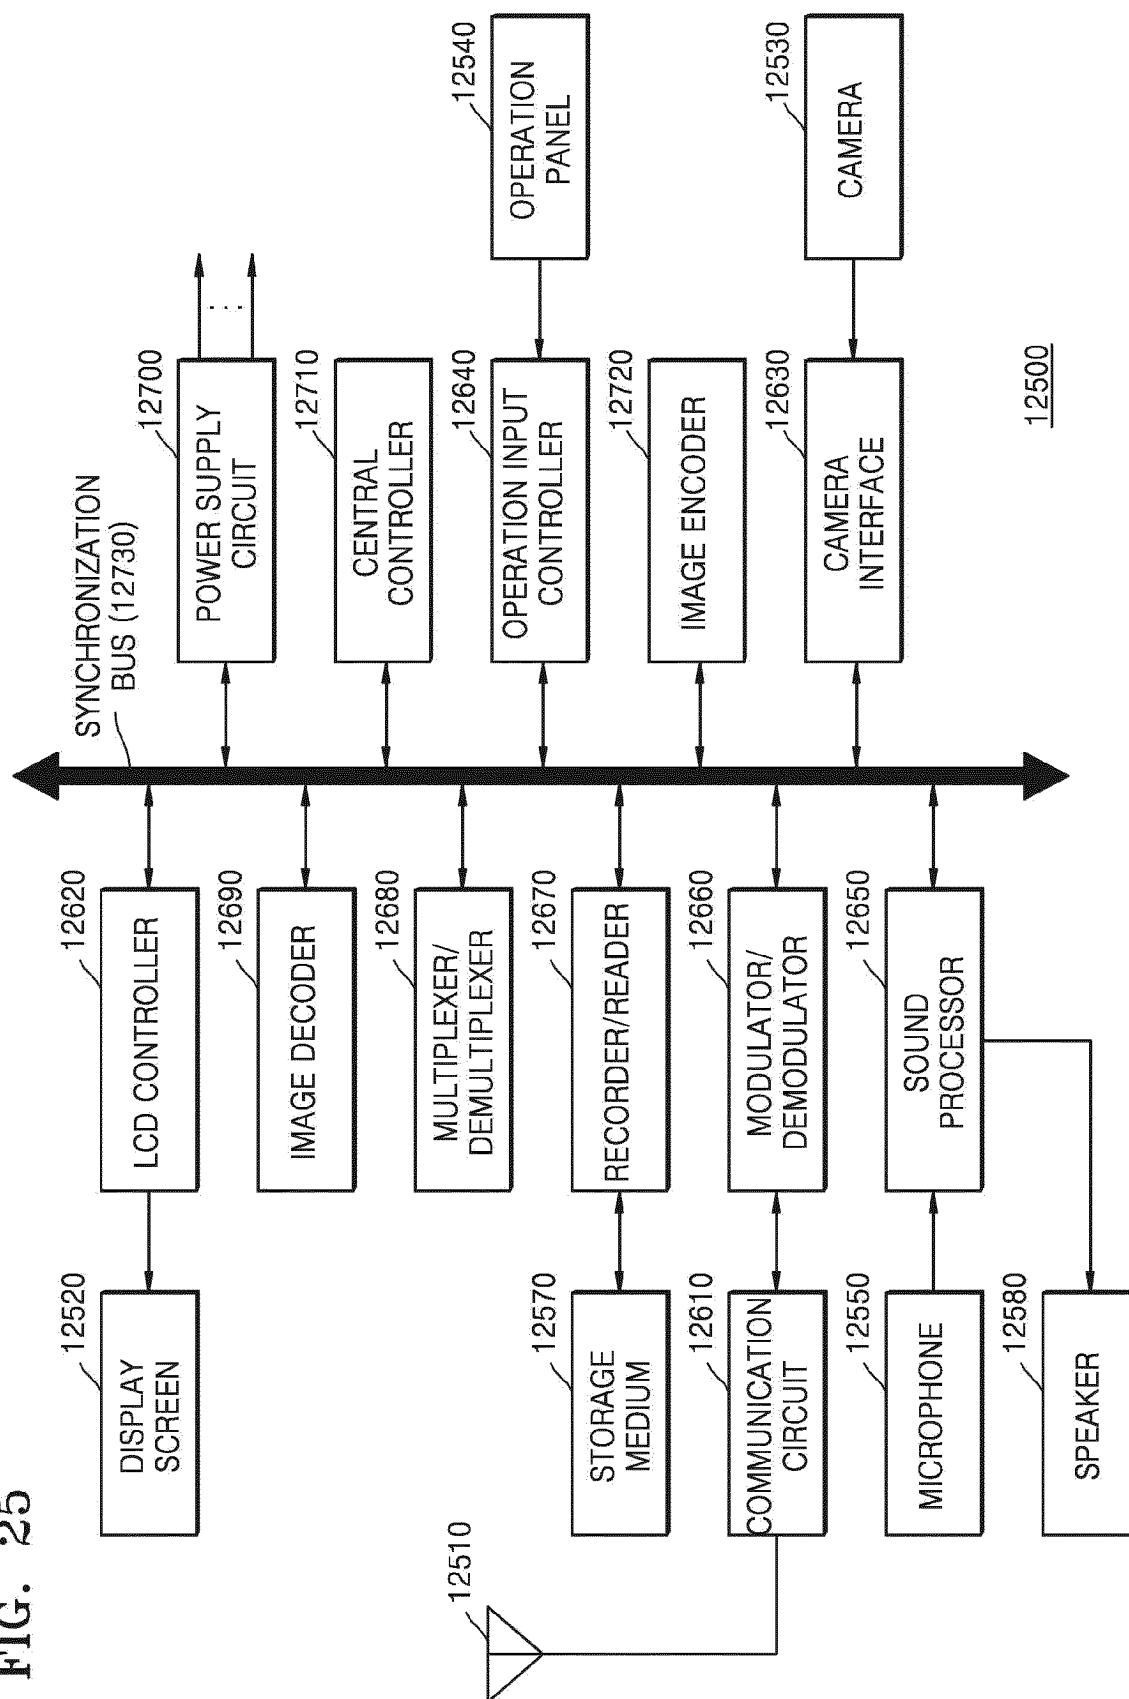 FIG. 25
12510
12520
DISPLAY
SCREEN
12570
STORAGE
MEDIUM
12610
COMMUNICATION
CIRCUIT
12550
MICROPHONE
12580
SPEAKER
12620
LCD CONTROLLER
12690
IMAGE DECODER
12680
MULTIPLEXER/
DEMULTIPLEXER
12670
RECORDER/READER
12660
MODULATOR/
DEMODULATOR
12650
SOUND
PROCESSOR
SYNCHRONIZATION
BUS (12730)
12700
POWER SUPPLY
CIRCUIT
12710
CENTRAL
CONTROLLER
12640
OPERATION INPUT
CONTROLLER
12720
IMAGE ENCODER
12630
CAMERA
INTERFACE
12540
OPERATION
PANEL
12530
CAMERA
12500